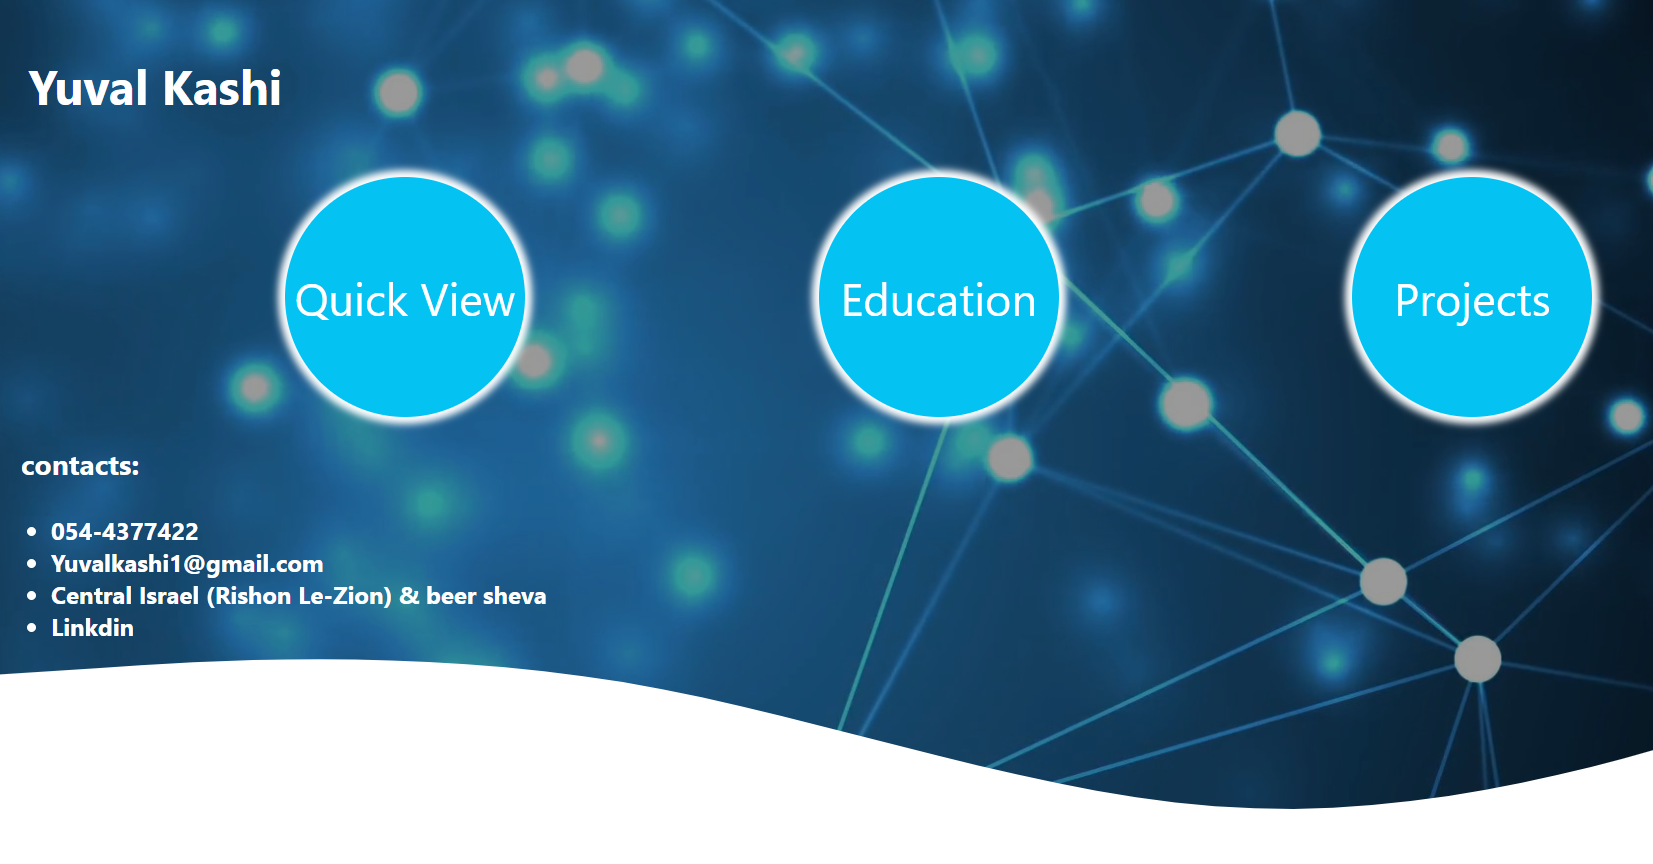 Yuval Kashi
Quick View
Education
Projects
contacts:
054-4377422
Yuvalkashi1@gmail.com
Central Israel (Rishon Le-Zion) & beer sheva
Linkdin